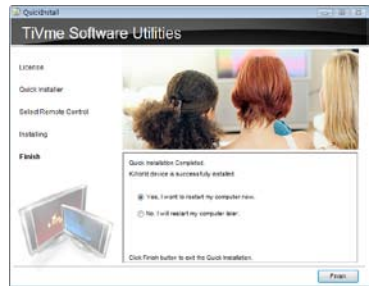 QuickInstall
TiVme Software Utilities
License
Quick Installer
Select Remote Control
Installing
Finish
Quick Installation Completed.
device is successfully installed.
Yes, I want to restart my computer now.
No, I will restart my computer later.
Click Finish button to exit the Quick Installation.
Finish